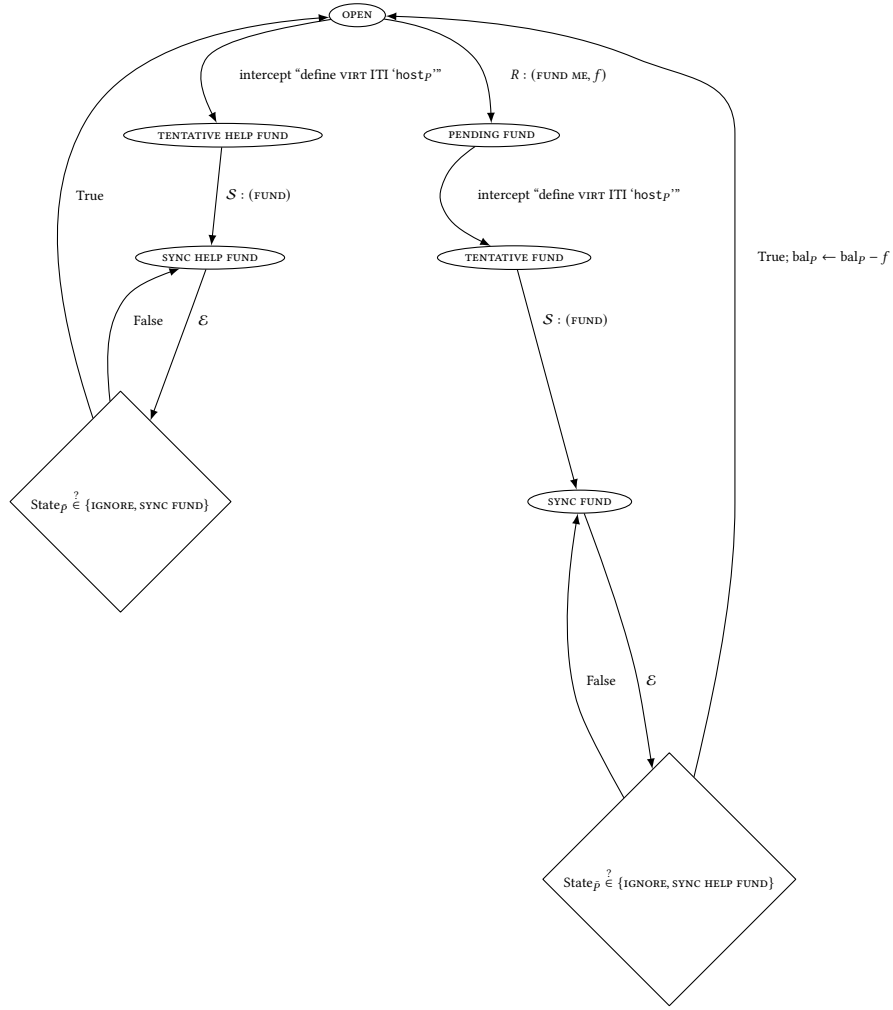 OPEN
intercept “define VIRT ITI ‘host_P’”
R : (FUND ME, f)
TENTATIVE HELP FUND
PENDING FUND
True
𝒮 : (FUND)
intercept “define VIRT ITI ‘host_P’”
SYNC HELP FUND
TENTATIVE FUND
True; bal_P ← bal_P − f
False
ℰ
𝒮 : (FUND)
State_P̄ ∈? {IGNORE, SYNC FUND}
SYNC FUND
False
ℰ
State_P̄ ∈? {IGNORE, SYNC HELP FUND}